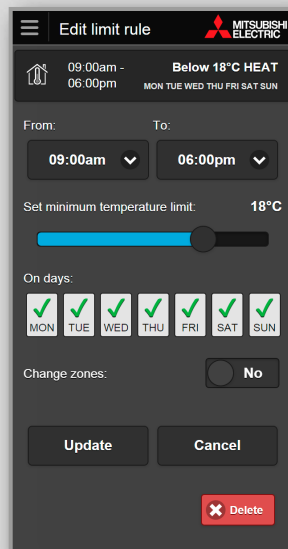 Edit limit rule
MITSUBISHI
ELECTRIC
09:00am -
06:00pm
Below 18°C HEAT
MON TUE WED THU FRI SAT SUN
From:
To:
09:00am
06:00pm
Set minimum temperature limit:
18°C
On days:
MON TUE WED THU FRI SAT SUN
Change zones:
No
Update
Cancel
Delete